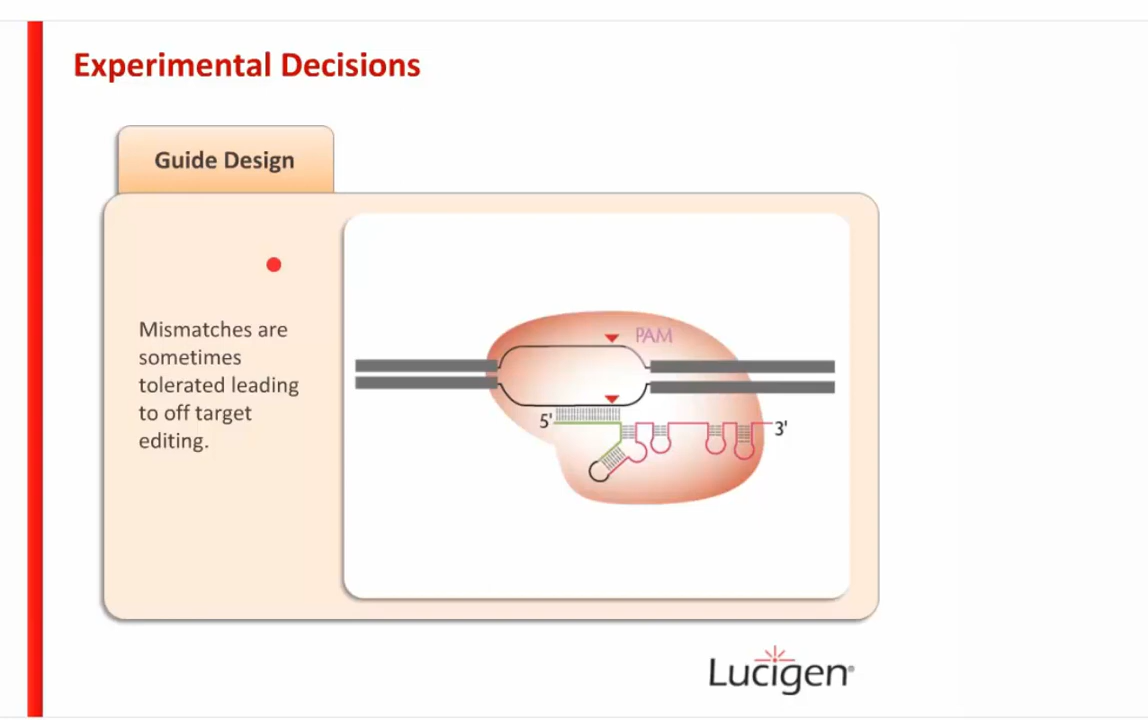 Experimental Decisions
Guide Design
Mismatches are
sometimes
tolerated leading
to off target
editing.
PAM
5'
3'
Lucigen®